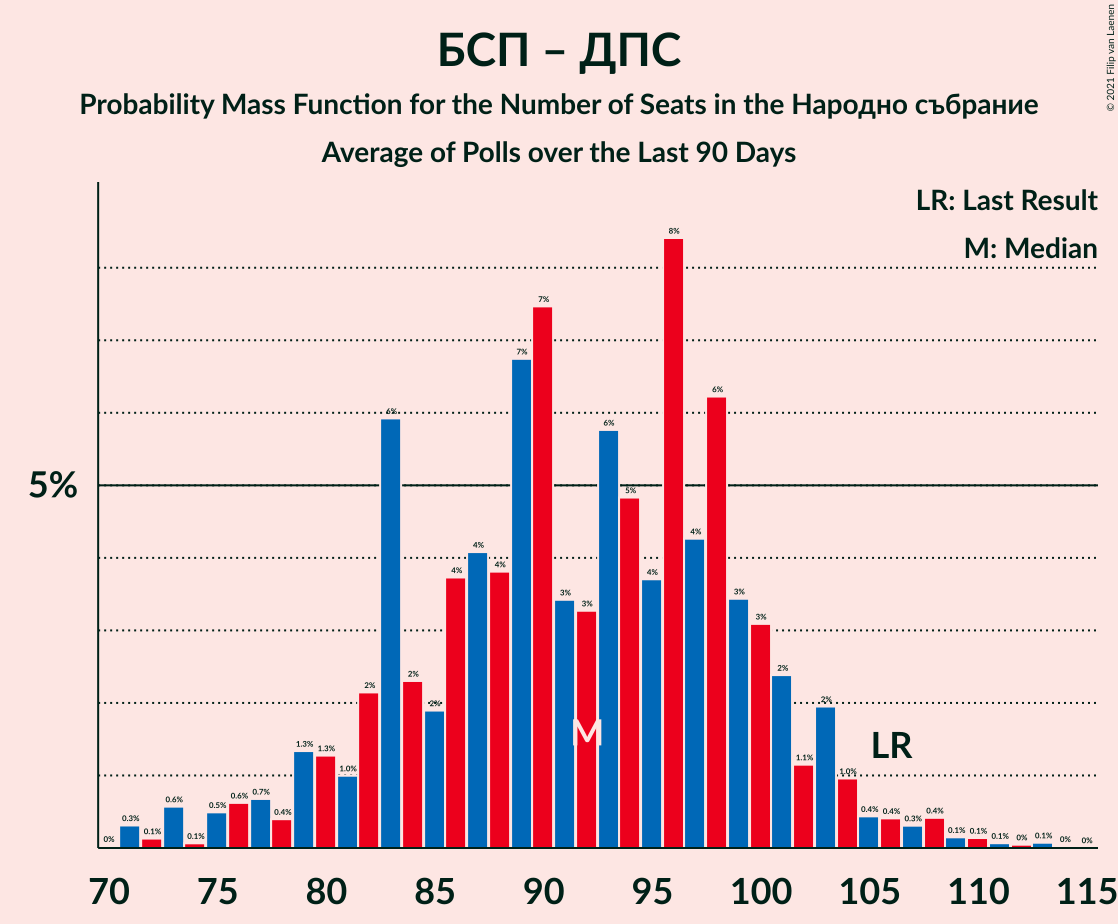 БСП – ДПС
Probability Mass Function for the Number of Seats in the Народно събрание
Average of Polls over the Last 90 Days
© 2021 Filip van Laenen
LR: Last Result
M: Median
5%
0% 0.3% 0.1% 0.6% 0.1% 0.5% 0.6% 0.7% 0.4% 1.3% 1.3% 1.0% 2% 6% 2% 2% 4% 4% 4% 7% 7% 3% 3% 6% 5% 4% 8% 4% 6% 3% 3% 2% 1.1% 2% 1.0% 0.4% 0.4% 0.3% 0.4% 0.1% 0.1% 0.1% 0% 0.1% 0% 0%
M
LR
70 75 80 85 90 95 100 105 110 115